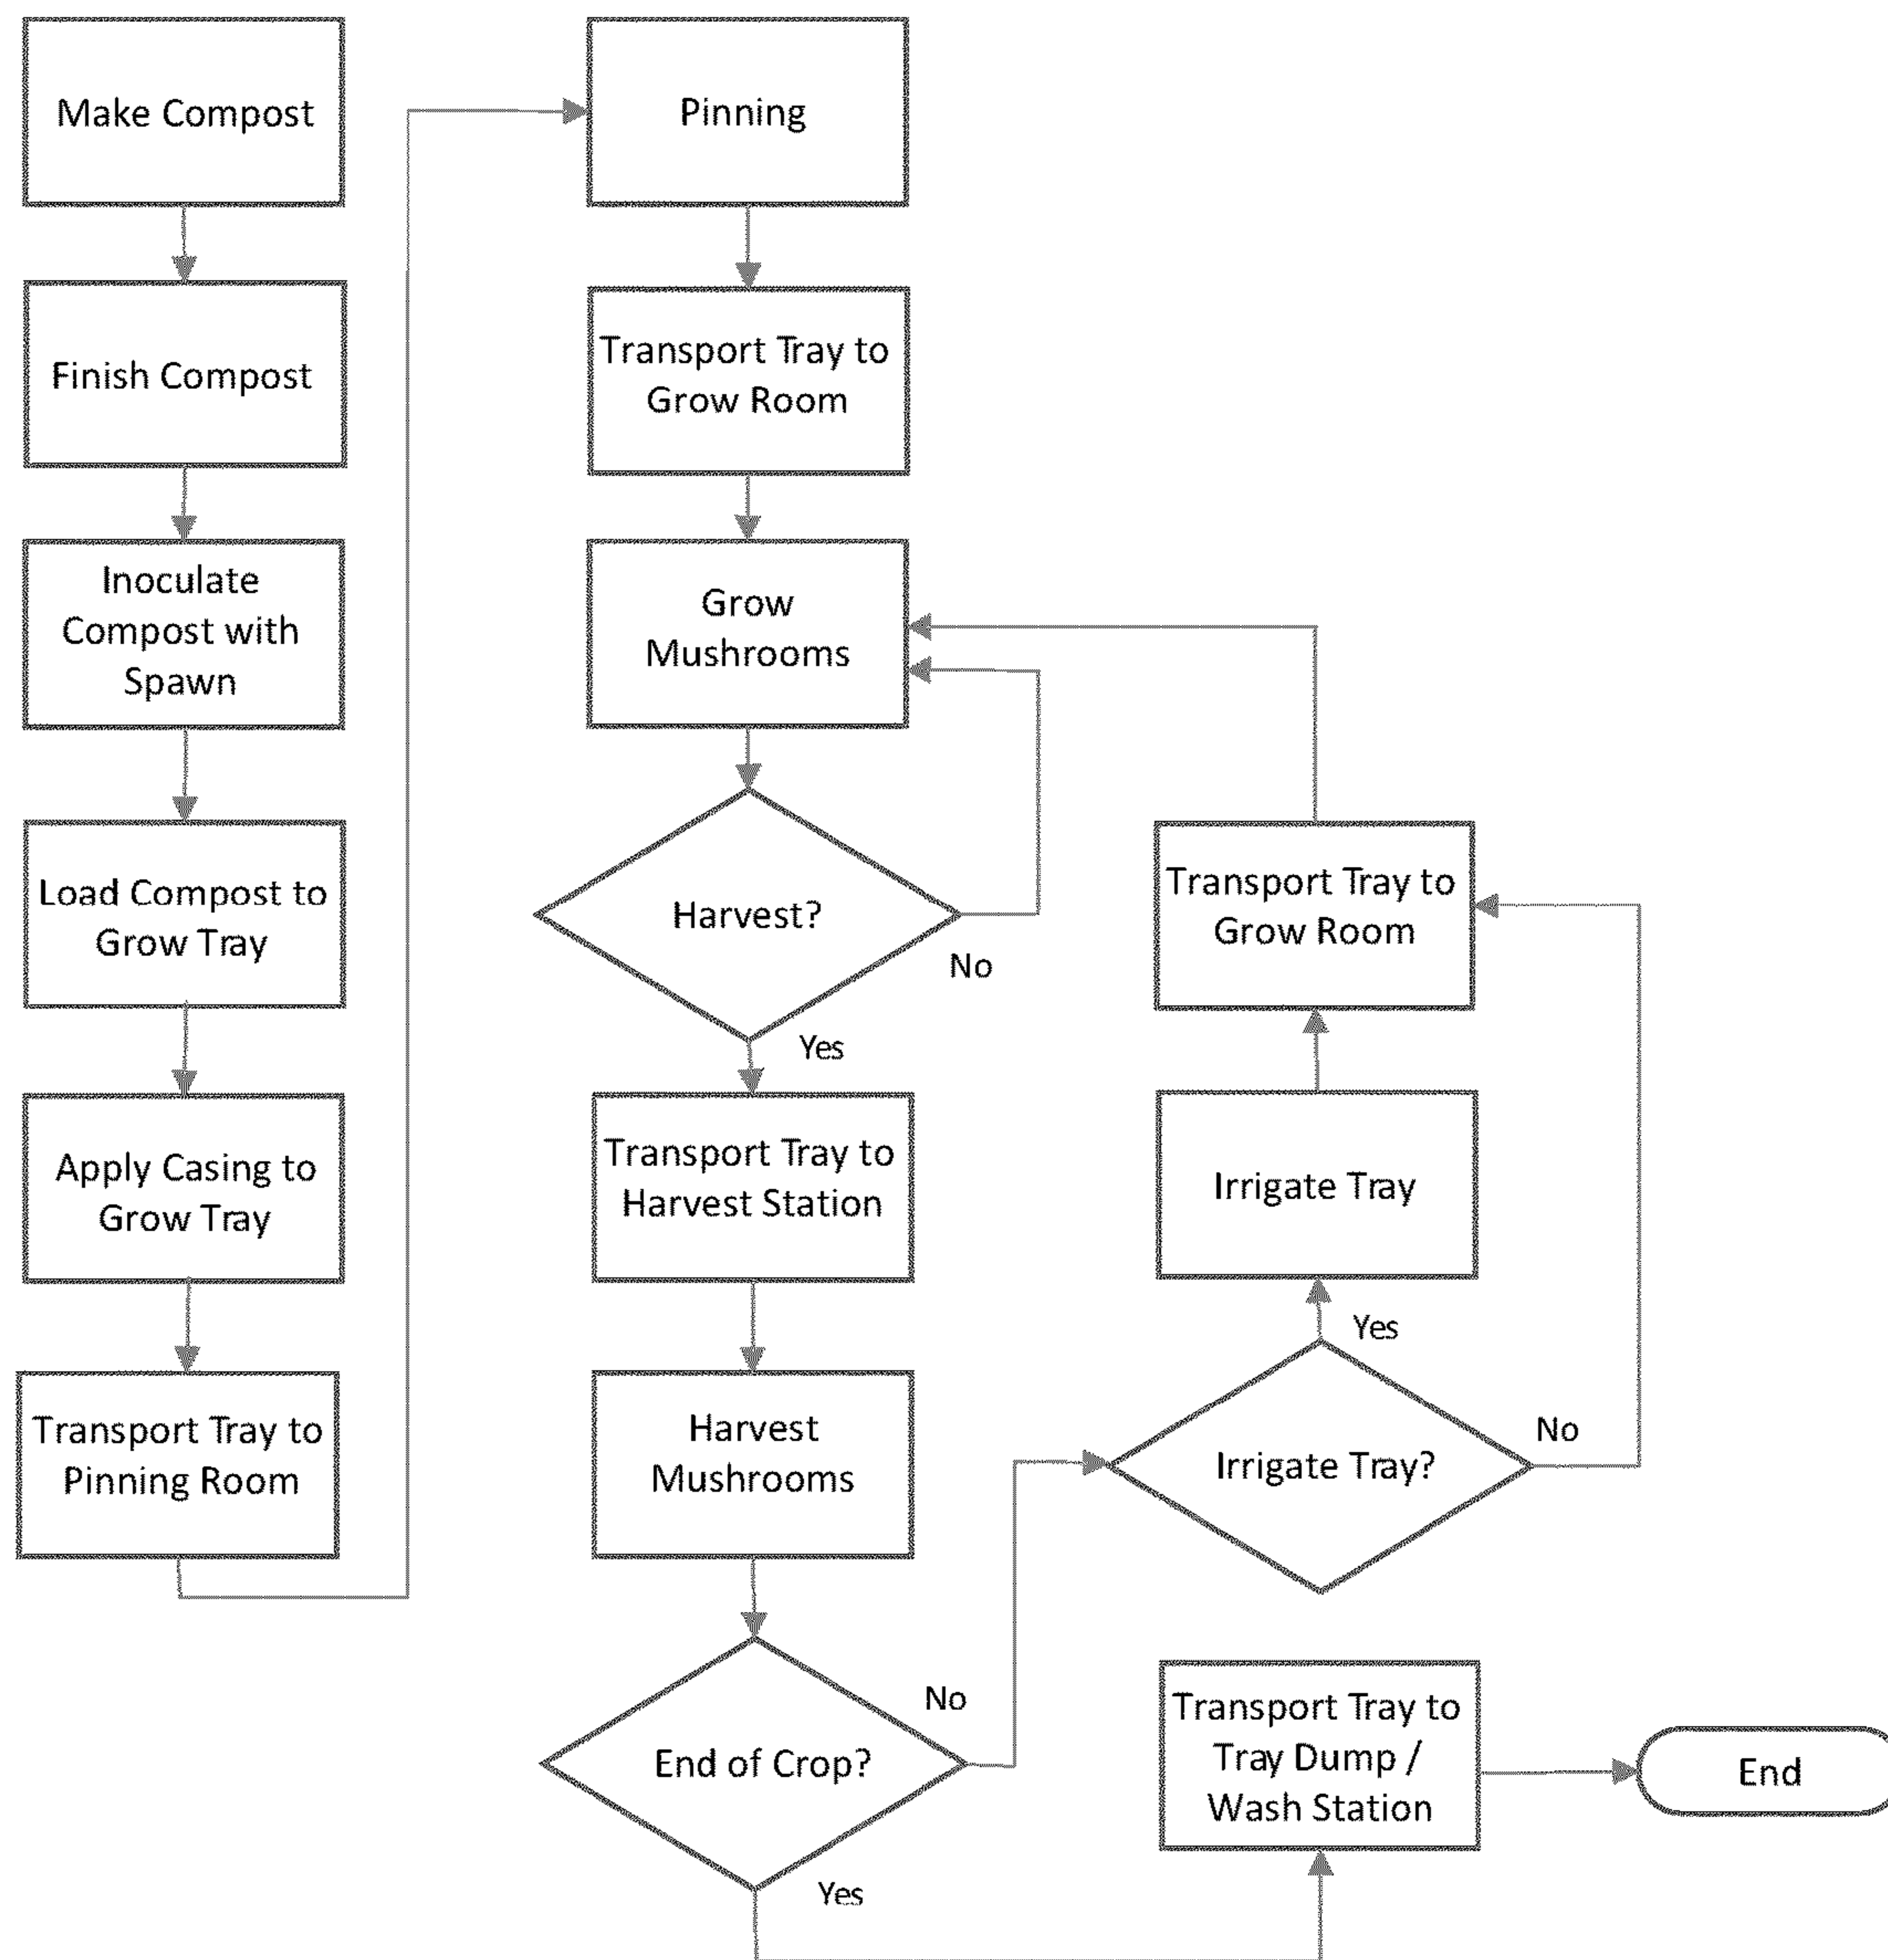 Make Compost
Finish Compost
Inoculate
Compost with
Spawn
Load Compost to
Grow Tray
Apply Casing to
Grow Tray
Transport Tray to
Pinning Room
Pinning
Transport Tray to
Grow Room
Grow
Mushrooms
Harvest?
No
Yes
Transport Tray to
Harvest Station
Harvest
Mushrooms
End of Crop?
No
Yes
Transport Tray to
Grow Room
Irrigate Tray
Yes
Irrigate Tray?
No
Transport Tray to
Tray Dump /
Wash Station
End